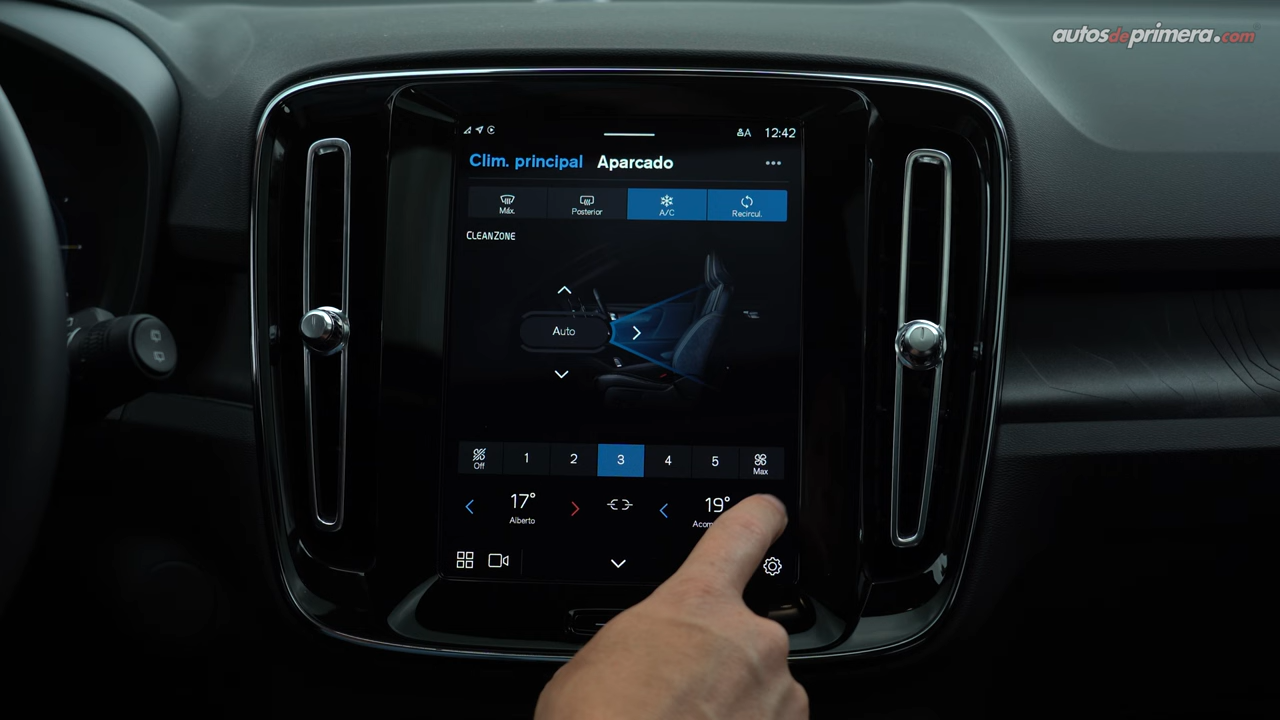 autosdeprimera.com
A 12:42
Clim. principal Aparcado
Máx. Posterior A/C Recircul.
CLEANZONE
Auto
Off 1 2 3 4 5 Max
17° 19°
Alberto